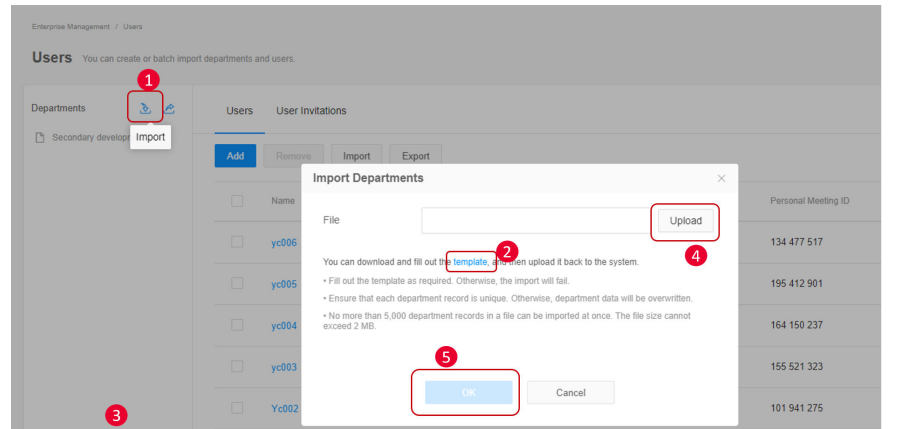 Enterprise Management / Users
Users You can create or batch import departments and users.
1
Departments
Users User Invitations
Secondary develop
Import
Add Remove Import Export
Import Departments
Name
Personal Meeting ID
File
Upload
yc006
134 477 517
2
4
You can download and fill out the template, and then upload it back to the system.
• Fill out the template as required. Otherwise, the import will fail.
yc005
195 412 901
• Ensure that each department record is unique. Otherwise, department data will be overwritten.
• No more than 5,000 department records in a file can be imported at once. The file size cannot
exceed 2 MB.
yc004
164 150 237
5
yc003
155 521 323
OK Cancel
3
Yc002
101 941 275